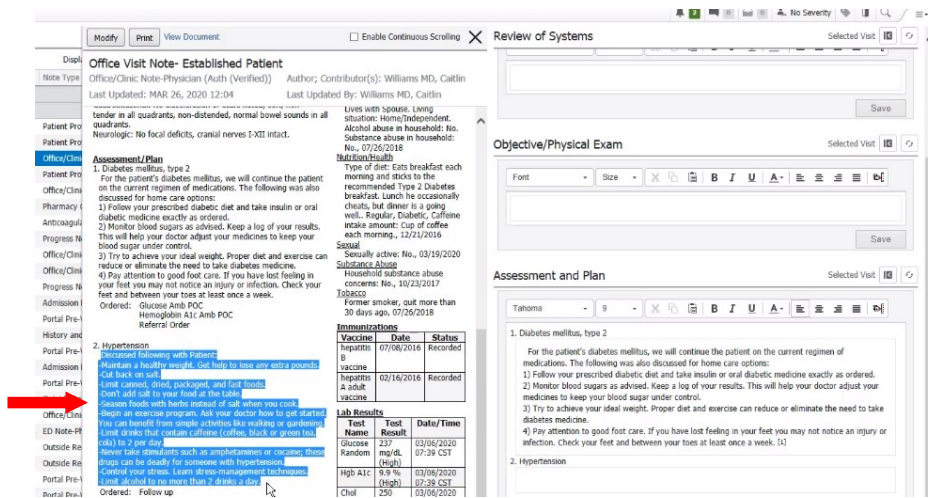 2
No Severity
Modify
Print
View Document
Enable Continuous Scrolling
Displa
Note Type
Patient Pro
Patient Pro
Office/Clini
Patient Pro
Office/Clini
Pharmacy
Anticoagula
Progress N
Office/Clini
Office/Clini
Progress N
Admission
Portal Pre-V
History and
Portal Pre-V
Admission
Portal Pre-V
Portal Pre-V
Office/Clini
ED Note-Ph
Outside Re
Outside Re
Portal Pre-V
Portal Pre-V
Office Visit Note- Established Patient
Office/Clinic Note-Physician (Auth (Verified))
Author; Contributor(s): Williams MD, Caitlin
Last Updated: MAR 26, 2020 12:04
Last Updated By: Williams MD, Caitlin
tender in all quadrants, non-distended, normal bowel sounds in all
quadrants.
Neurologic: No focal deficits, cranial nerves I-XII intact.
Assessment/Plan
1. Diabetes mellitus, type 2
For the patient's diabetes mellitus, we will continue the patient
on the current regimen of medications. The following was also
discussed for home care options:
1) Follow your prescribed diabetic diet and take insulin or oral
diabetic medicine exactly as ordered.
2) Monitor blood sugars as advised. Keep a log of your results.
This will help your doctor adjust your medicines to keep your
blood sugar under control.
3) Try to achieve your ideal weight. Proper diet and exercise can
reduce or eliminate the need to take diabetes medicine.
4) Pay attention to good foot care. If you have lost feeling in
your feet you may not notice an injury or infection. Check your
feet and between your toes at least once a week.
Ordered: Glucose Amb POC
Hemoglobin A1c Amb POC
Referral Order
2. Hypertension
Discussed following with Patient:
-Maintain a healthy weight. Get help to lose any extra pounds.
-Cut back on salt.
-Limit canned, dried, packaged, and fast foods.
-Don't add salt to your food at the table.
-Season foods with herbs instead of salt when you cook.
-Begin an exercise program. Ask your doctor how to get started.
You can benefit from simple activities like walking or gardening.
-Limit drinks that contain caffeine (coffee, black or green tea,
cola) to 2 per day.
-Never take stimulants such as amphetamines or cocaine; these
drugs can be deadly for someone with hypertension.
-Control your stress. Learn stress-management techniques.
-Limit alcohol to no more than 2 drinks a day.
Ordered: Follow up
Lives with Spouse. Living
situation: Home/Independent.
Alcohol abuse in household: No.
Substance abuse in household:
No., 07/26/2018
Nutrition/Health
Type of diet: Eats breakfast each
morning and sticks to the
recommended Type 2 Diabetes
breakfast. Lunch he occasionally
cheats, but dinner is a going
well.. Regular, Diabetic, Caffeine
intake amount: Cup of coffee
each morning., 12/21/2016
Sexual
Sexually active: No., 03/19/2020
Substance Abuse
Household substance abuse
concerns: No., 10/23/2017
Tobacco
Former smoker, quit more than
30 days ago, 07/26/2018
Immunizations
Vaccine Date Status
hepatitis B vaccine 07/08/2016 Recorded
hepatitis A adult vaccine 02/16/2016 Recorded
Lab Results
Test Name Test Result Date/Time
Glucose Random 237 mg/dL (High) 03/06/2020 07:39 CST
Hgb A1c 9.9 % (High) 03/06/2020 07:39 CST
Chol 250 03/06/2020
Review of Systems
Selected Visit
Save
Objective/Physical Exam
Selected Visit
Font
Size
B I U A
Save
Assessment and Plan
Selected Visit
Tahoma
9
B I U A
1. Diabetes mellitus, type 2
For the patient's diabetes mellitus, we will continue the patient on the current regimen of
medications. The following was also discussed for home care options:
1) Follow your prescribed diabetic diet and take insulin or oral diabetic medicine exactly as ordered.
2) Monitor blood sugars as advised. Keep a log of your results. This will help your doctor adjust your
medicines to keep your blood sugar under control.
3) Try to achieve your ideal weight. Proper diet and exercise can reduce or eliminate the need to take
diabetes medicine.
4) Pay attention to good foot care. If you have lost feeling in your feet you may not notice an injury or
infection. Check your feet and between your toes at least once a week. [1]
2. Hypertension